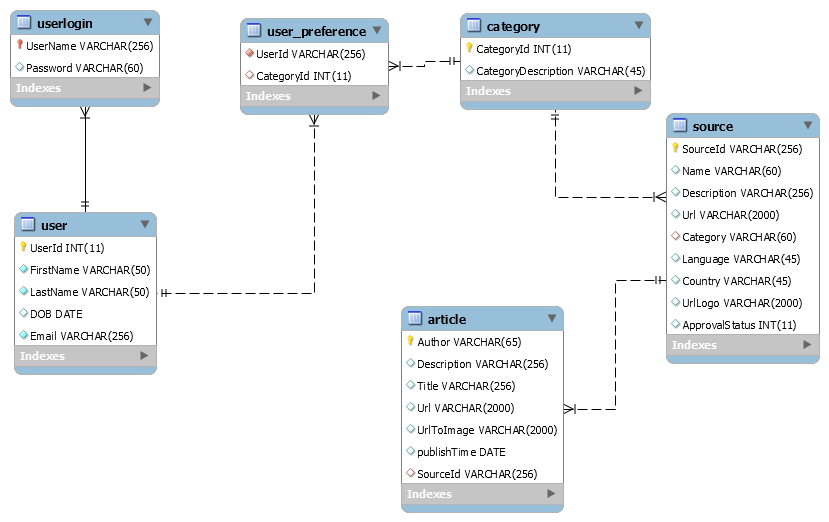 userlogin
UserName VARCHAR(256)
Password VARCHAR(60)
Indexes
user_preference
UserId VARCHAR(256)
CategoryId INT(11)
Indexes
category
CategoryId INT(11)
CategoryDescription VARCHAR(45)
Indexes
source
SourceId VARCHAR(256)
Name VARCHAR(60)
Description VARCHAR(256)
Url VARCHAR(2000)
Category VARCHAR(60)
Language VARCHAR(45)
Country VARCHAR(45)
UrlLogo VARCHAR(2000)
ApprovalStatus INT(11)
Indexes
user
UserId INT(11)
FirstName VARCHAR(50)
LastName VARCHAR(50)
DOB DATE
Email VARCHAR(256)
Indexes
article
Author VARCHAR(65)
Description VARCHAR(256)
Title VARCHAR(256)
Url VARCHAR(2000)
UrlToImage VARCHAR(2000)
publishTime DATE
SourceId VARCHAR(256)
Indexes